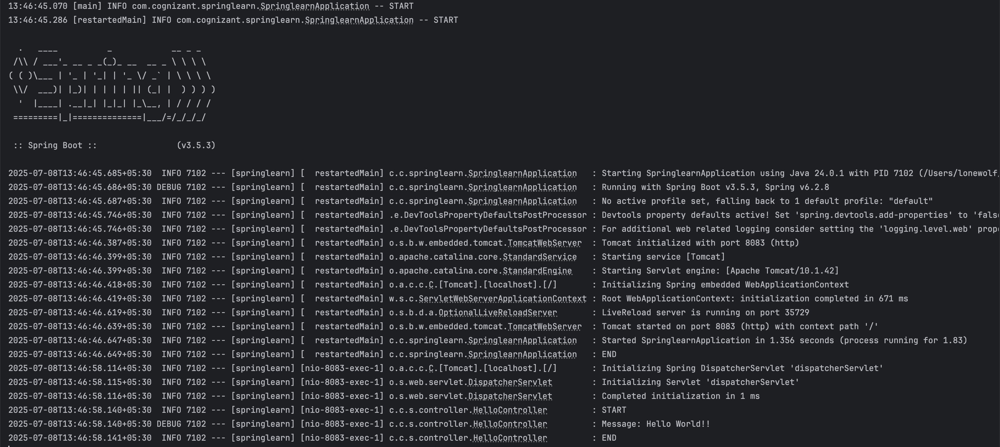 13:46:45.070 [main] INFO com.cognizant.springlearn.SpringlearnApplication -- START
13:46:45.286 [restartedMain] INFO com.cognizant.springlearn.SpringlearnApplication -- START

  .   ____          _            __ _ _
 /\\ / ___'_ __ _ _(_)_ __  __ _ \ \ \ \
( ( )\___ | '_ | '_| | '_ \/ _` | \ \ \ \
 \\/  ___)| |_)| | | | | || (_| |  ) ) ) )
  '  |____| .__|_| |_|_| |_\__, | / / / /
 =========|_|==============|___/=/_/_/_/

 :: Spring Boot ::                (v3.5.3)

2025-07-08T13:46:45.685+05:30  INFO 7102 --- [springlearn] [  restartedMain] c.c.springlearn.SpringlearnApplication   : Starting SpringlearnApplication using Java 24.0.1 with PID 7102 (/Users/lonewolf/
2025-07-08T13:46:45.686+05:30 DEBUG 7102 --- [springlearn] [  restartedMain] c.c.springlearn.SpringlearnApplication   : Running with Spring Boot v3.5.3, Spring v6.2.8
2025-07-08T13:46:45.687+05:30  INFO 7102 --- [springlearn] [  restartedMain] c.c.springlearn.SpringlearnApplication   : No active profile set, falling back to 1 default profile: "default"
2025-07-08T13:46:45.746+05:30  INFO 7102 --- [springlearn] [  restartedMain] .e.DevToolsPropertyDefaultsPostProcessor : Devtools property defaults active! Set 'spring.devtools.add-properties' to 'false
2025-07-08T13:46:45.746+05:30  INFO 7102 --- [springlearn] [  restartedMain] .e.DevToolsPropertyDefaultsPostProcessor : For additional web related logging consider setting the 'logging.level.web' prope
2025-07-08T13:46:46.387+05:30  INFO 7102 --- [springlearn] [  restartedMain] o.s.b.w.embedded.tomcat.TomcatWebServer  : Tomcat initialized with port 8083 (http)
2025-07-08T13:46:46.399+05:30  INFO 7102 --- [springlearn] [  restartedMain] o.apache.catalina.core.StandardService   : Starting service [Tomcat]
2025-07-08T13:46:46.399+05:30  INFO 7102 --- [springlearn] [  restartedMain] o.apache.catalina.core.StandardEngine    : Starting Servlet engine: [Apache Tomcat/10.1.42]
2025-07-08T13:46:46.418+05:30  INFO 7102 --- [springlearn] [  restartedMain] o.a.c.c.C.[Tomcat].[localhost].[/]       : Initializing Spring embedded WebApplicationContext
2025-07-08T13:46:46.419+05:30  INFO 7102 --- [springlearn] [  restartedMain] w.s.c.ServletWebServerApplicationContext : Root WebApplicationContext: initialization completed in 671 ms
2025-07-08T13:46:46.619+05:30  INFO 7102 --- [springlearn] [  restartedMain] o.s.b.d.a.OptionalLiveReloadServer       : LiveReload server is running on port 35729
2025-07-08T13:46:46.639+05:30  INFO 7102 --- [springlearn] [  restartedMain] o.s.b.w.embedded.tomcat.TomcatWebServer  : Tomcat started on port 8083 (http) with context path '/'
2025-07-08T13:46:46.647+05:30  INFO 7102 --- [springlearn] [  restartedMain] c.c.springlearn.SpringlearnApplication   : Started SpringlearnApplication in 1.356 seconds (process running for 1.83)
2025-07-08T13:46:46.649+05:30  INFO 7102 --- [springlearn] [  restartedMain] c.c.springlearn.SpringlearnApplication   : END
2025-07-08T13:46:58.114+05:30  INFO 7102 --- [springlearn] [nio-8083-exec-1] o.a.c.c.C.[Tomcat].[localhost].[/]       : Initializing Spring DispatcherServlet 'dispatcherServlet'
2025-07-08T13:46:58.115+05:30  INFO 7102 --- [springlearn] [nio-8083-exec-1] o.s.web.servlet.DispatcherServlet        : Initializing Servlet 'dispatcherServlet'
2025-07-08T13:46:58.116+05:30  INFO 7102 --- [springlearn] [nio-8083-exec-1] o.s.web.servlet.DispatcherServlet        : Completed initialization in 1 ms
2025-07-08T13:46:58.140+05:30  INFO 7102 --- [springlearn] [nio-8083-exec-1] c.c.s.controller.HelloController         : START
2025-07-08T13:46:58.140+05:30 DEBUG 7102 --- [springlearn] [nio-8083-exec-1] c.c.s.controller.HelloController         : Message: Hello World!!
2025-07-08T13:46:58.141+05:30  INFO 7102 --- [springlearn] [nio-8083-exec-1] c.c.s.controller.HelloController         : END